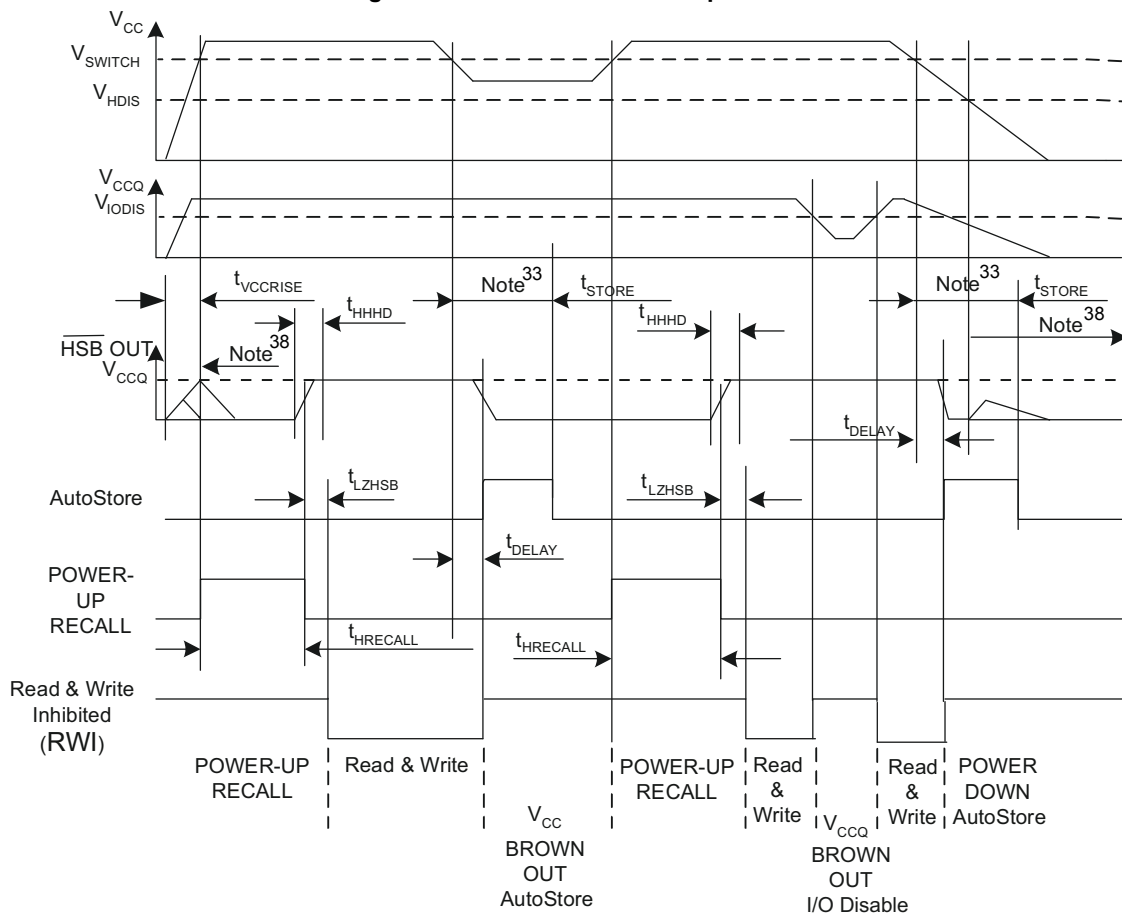 V_CC
V_SWITCH
V_HDIS
V_CCQ
V_IODIS
t_VCCRISE
Note^33
t_STORE
Note^33
t_STORE
t_HHHD
t_HHHD
Note^38
HSB OUT
Note^38
V_CCQ
t_DELAY
t_LZHSB
t_LZHSB
AutoStore
t_DELAY
POWER-
UP
RECALL
t_HRECALL
t_HRECALL
Read & Write
Inhibited
(RWI)
POWER-UP
RECALL
Read & Write
V_CC
BROWN
OUT
AutoStore
POWER-UP
RECALL
Read
&
Write
V_CCQ
BROWN
OUT
I/O Disable
Read
&
Write
POWER
DOWN
AutoStore